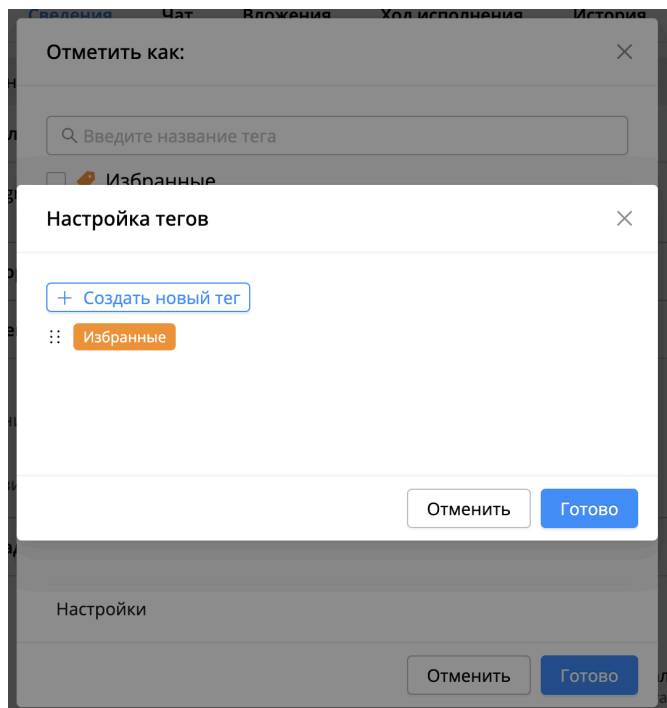 Сведения Чат Вложения Ход исполнения История
Отметить как:
Введите название тега
Избранные
Настройка тегов
+ Создать новый тег
Избранные
Отменить Готово
Настройки
Отменить Готово